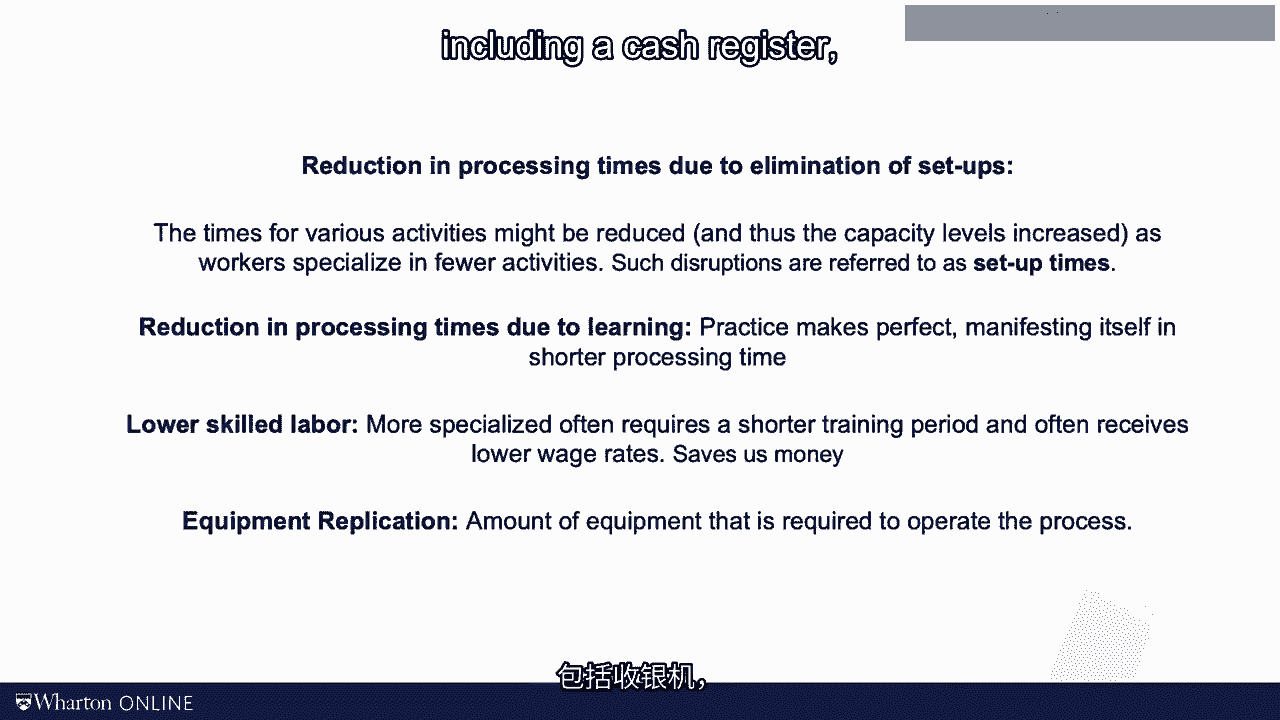 including a cash register,
Reduction in processing times due to elimination of set-ups:
The times for various activities might be reduced (and thus the capacity levels increased) as
workers specialize in fewer activities. Such disruptions are referred to as set-up times.
Reduction in processing times due to learning: Practice makes perfect, manifesting itself in
shorter processing time
Lower skilled labor: More specialized often requires a shorter training period and often receives
lower wage rates. Saves us money
Equipment Replication: Amount of equipment that is required to operate the process.
包括收银机，
Wharton ONLINE